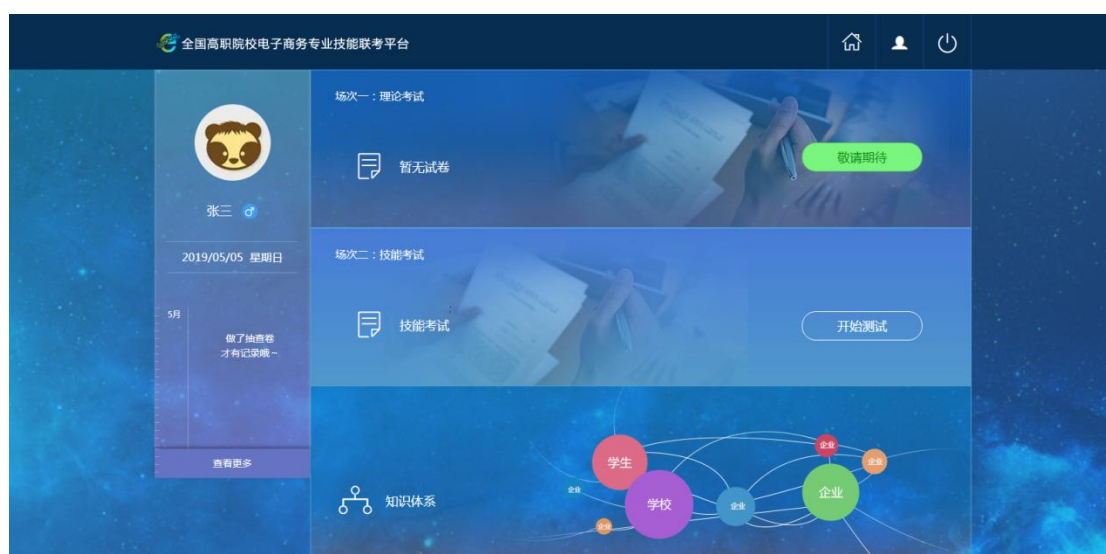 全国高职院校电子商务专业技能联考平台
张三
2019/05/05 星期日
5月
做了抽查卷
才有记录哦~
查看更多
场次一：理论考试
暂无试卷
敬请期待
场次二：技能考试
技能考试
开始测试
知识体系
学生
企业
企业
企业
学校
企业
企业
企业
企业